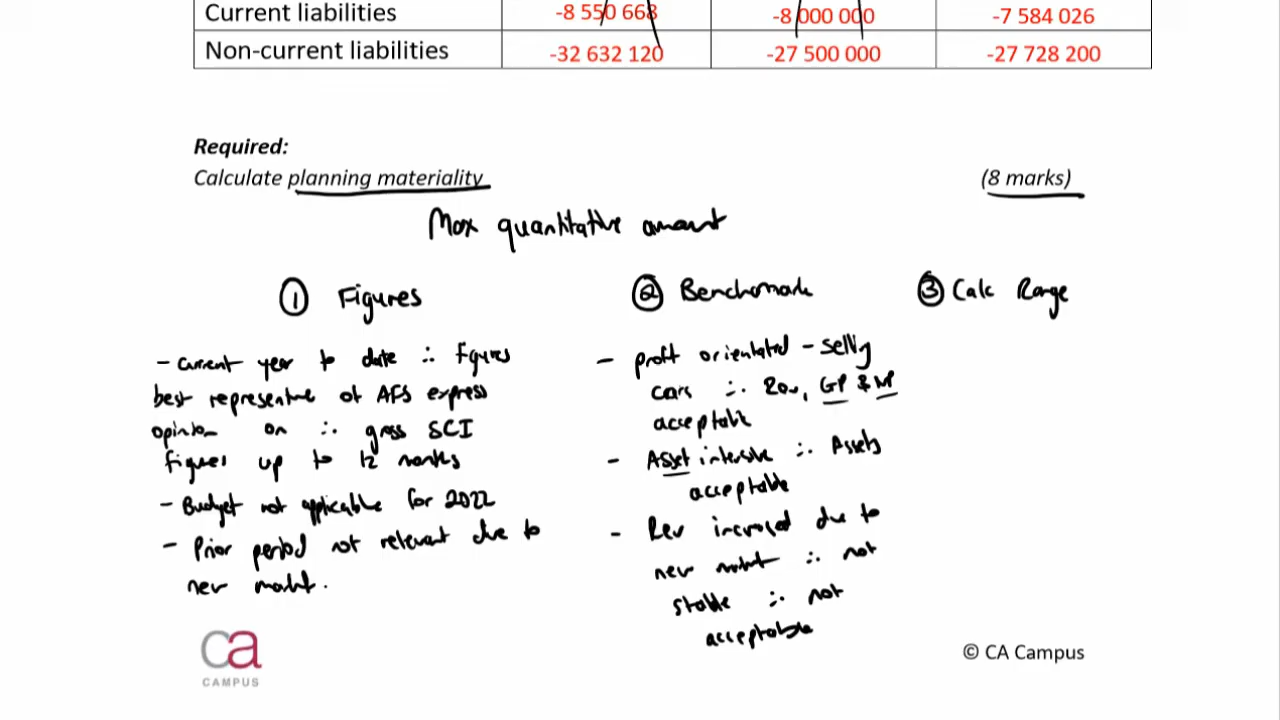 Current liabilities -8 550 668 -8 000 000 -7 584 026
Non-current liabilities -32 632 120 -27 500 000 -27 728 200
Required:
Calculate planning materiality (8 marks)
Max quantitative amount
① Figures ② Benchmark ③ Calc Range
- Current year to date ∴ figures
best representive of AFS express
opinion on ∴ gross SCI
figures up to 12 months
- Budget not applicable for 2022
- Prior period not relevant due to
new markt.
- profit orientated - selling
cars ∴ Rev, GP & NP
acceptable
- Asset intensive ∴ Assets
acceptable
- Rev increased due to
new markt ∴ not
stable ∴ not
acceptable
ca
CAMPUS
© CA Campus